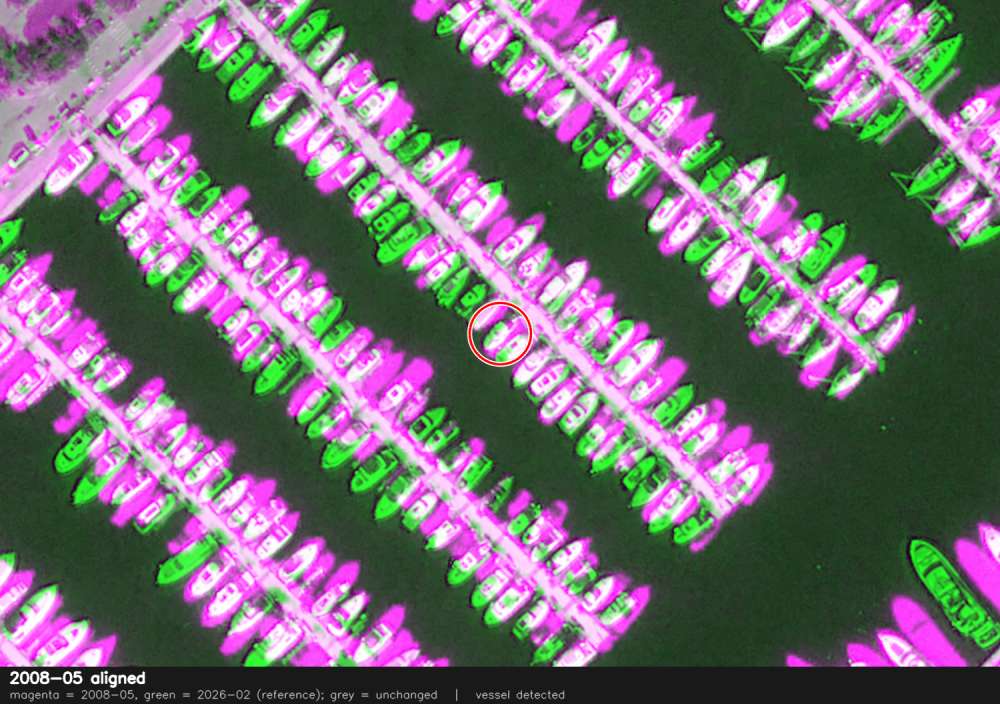 2008-05 aligned
magenta = 2008-05, green = 2026-02 (reference); grey = unchanged | vessel detected